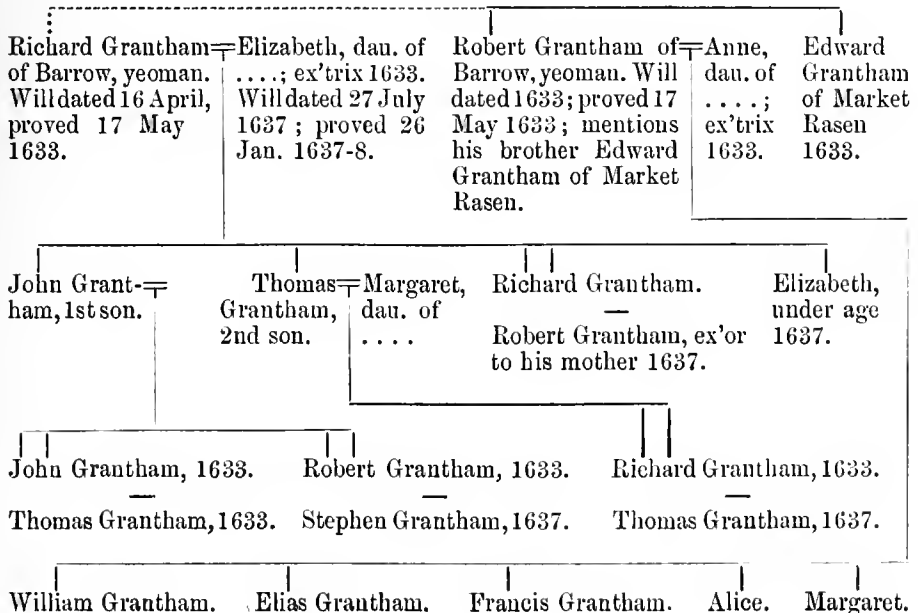 Richard Grantham
of Barrow, yeoman.
Will dated 16 April,
proved 17 May
1633.
Elizabeth, dau. of
....; ex'trix 1633.
Will dated 27 July
1637 ; proved 26
Jan. 1637-8.
Robert Grantham of
Barrow, yeoman. Will
dated 1633; proved 17
May 1633; mentions
his brother Edward
Grantham of Market
Rasen.
Anne,
dau. of
....;
ex'trix
1633.
Edward
Grantham
of Market
Rasen
1633.
John Grant-
ham, 1st son.
Thomas
Grantham,
2nd son.
Margaret,
dau. of
....
Richard Grantham.
—
Robert Grantham, ex'or
to his mother 1637.
Elizabeth,
under age
1637.
John Grantham, 1633.
—
Thomas Grantham, 1633.
Robert Grantham, 1633.
—
Stephen Grantham, 1637.
Richard Grantham, 1633.
—
Thomas Grantham, 1637.
William Grantham. Elias Grantham. Francis Grantham. Alice. Margaret.